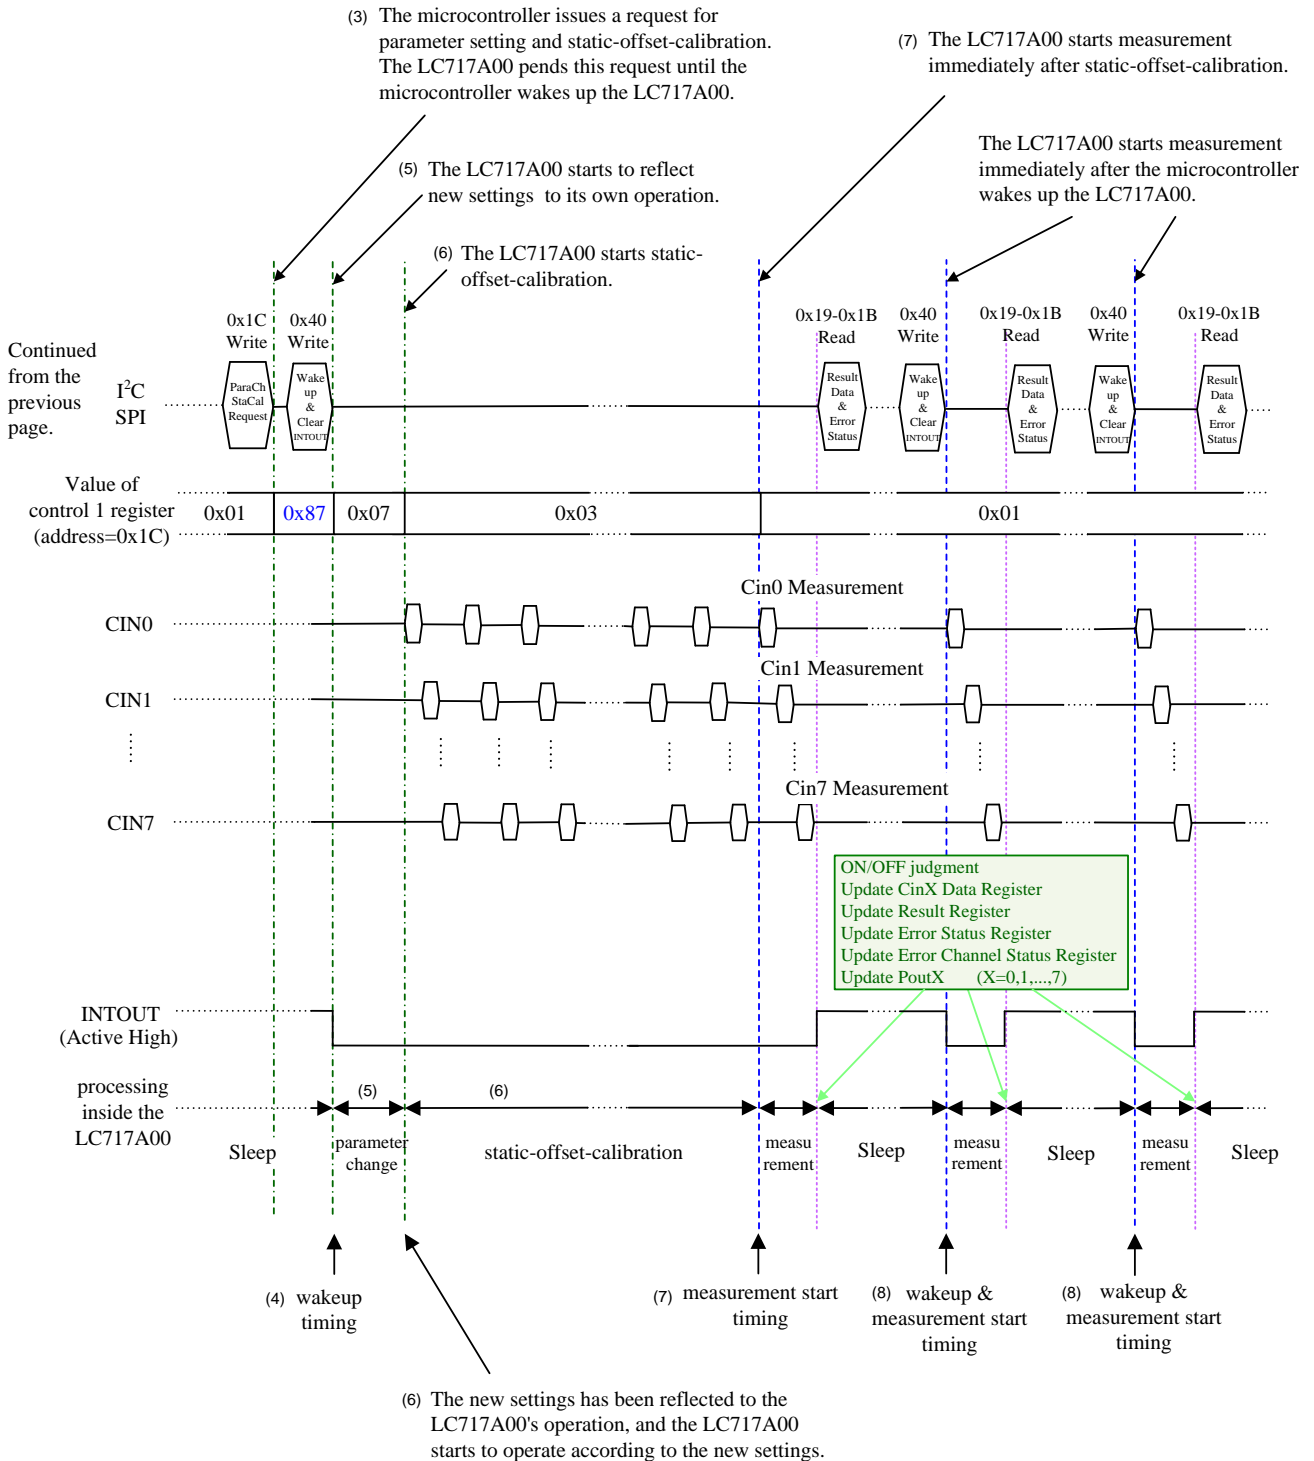 (3) The microcontroller issues a request for
parameter setting and static-offset-calibration.
The LC717A00 pends this request until the
microcontroller wakes up the LC717A00.
(7) The LC717A00 starts measurement
immediately after static-offset-calibration.
The LC717A00 starts measurement
immediately after the microcontroller
wakes up the LC717A00.
(5) The LC717A00 starts to reflect
new settings to its own operation.
(6) The LC717A00 starts static-
offset-calibration.
Continued
from the
previous
page.
I2C
SPI
0x1C
Write
0x40
Write
0x19-0x1B
Read
0x40
Write
0x19-0x1B
Read
0x40
Write
0x19-0x1B
Read
ParaCh
StaCal
Request
Wake
up
&
Clear
INTOUT
Result
Data
&
Error
Status
Wake
up
&
Clear
INTOUT
Result
Data
&
Error
Status
Wake
up
&
Clear
INTOUT
Result
Data
&
Error
Status
Value of
control 1 register
(address=0x1C)
0x01
0x87
0x07
0x03
0x01
Cin0 Measurement
CIN0
Cin1 Measurement
CIN1
Cin7 Measurement
CIN7
ON/OFF judgment
Update CinX Data Register
Update Result Register
Update Error Status Register
Update Error Channel Status Register
Update PoutX (X=0,1,...,7)
INTOUT
(Active High)
processing
inside the
LC717A00
(5)
(6)
Sleep
parameter
change
static-offset-calibration
measu
rement
Sleep
measu
rement
Sleep
measu
rement
Sleep
(4) wakeup
timing
(7) measurement start
timing
(8) wakeup &
measurement start
timing
(8) wakeup &
measurement start
timing
(6) The new settings has been reflected to the
LC717A00's operation, and the LC717A00
starts to operate according to the new settings.